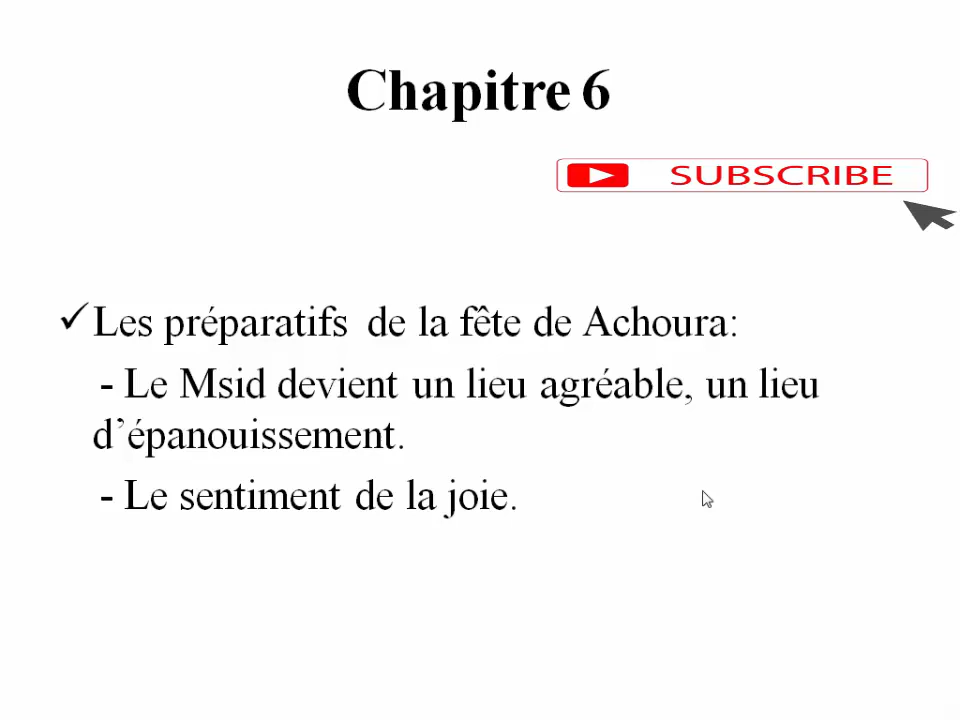 Chapitre 6
SUBSCRIBE
✓Les préparatifs de la fête de Achoura:
- Le Msid devient un lieu agréable, un lieu
d’épanouissement.
- Le sentiment de la joie.